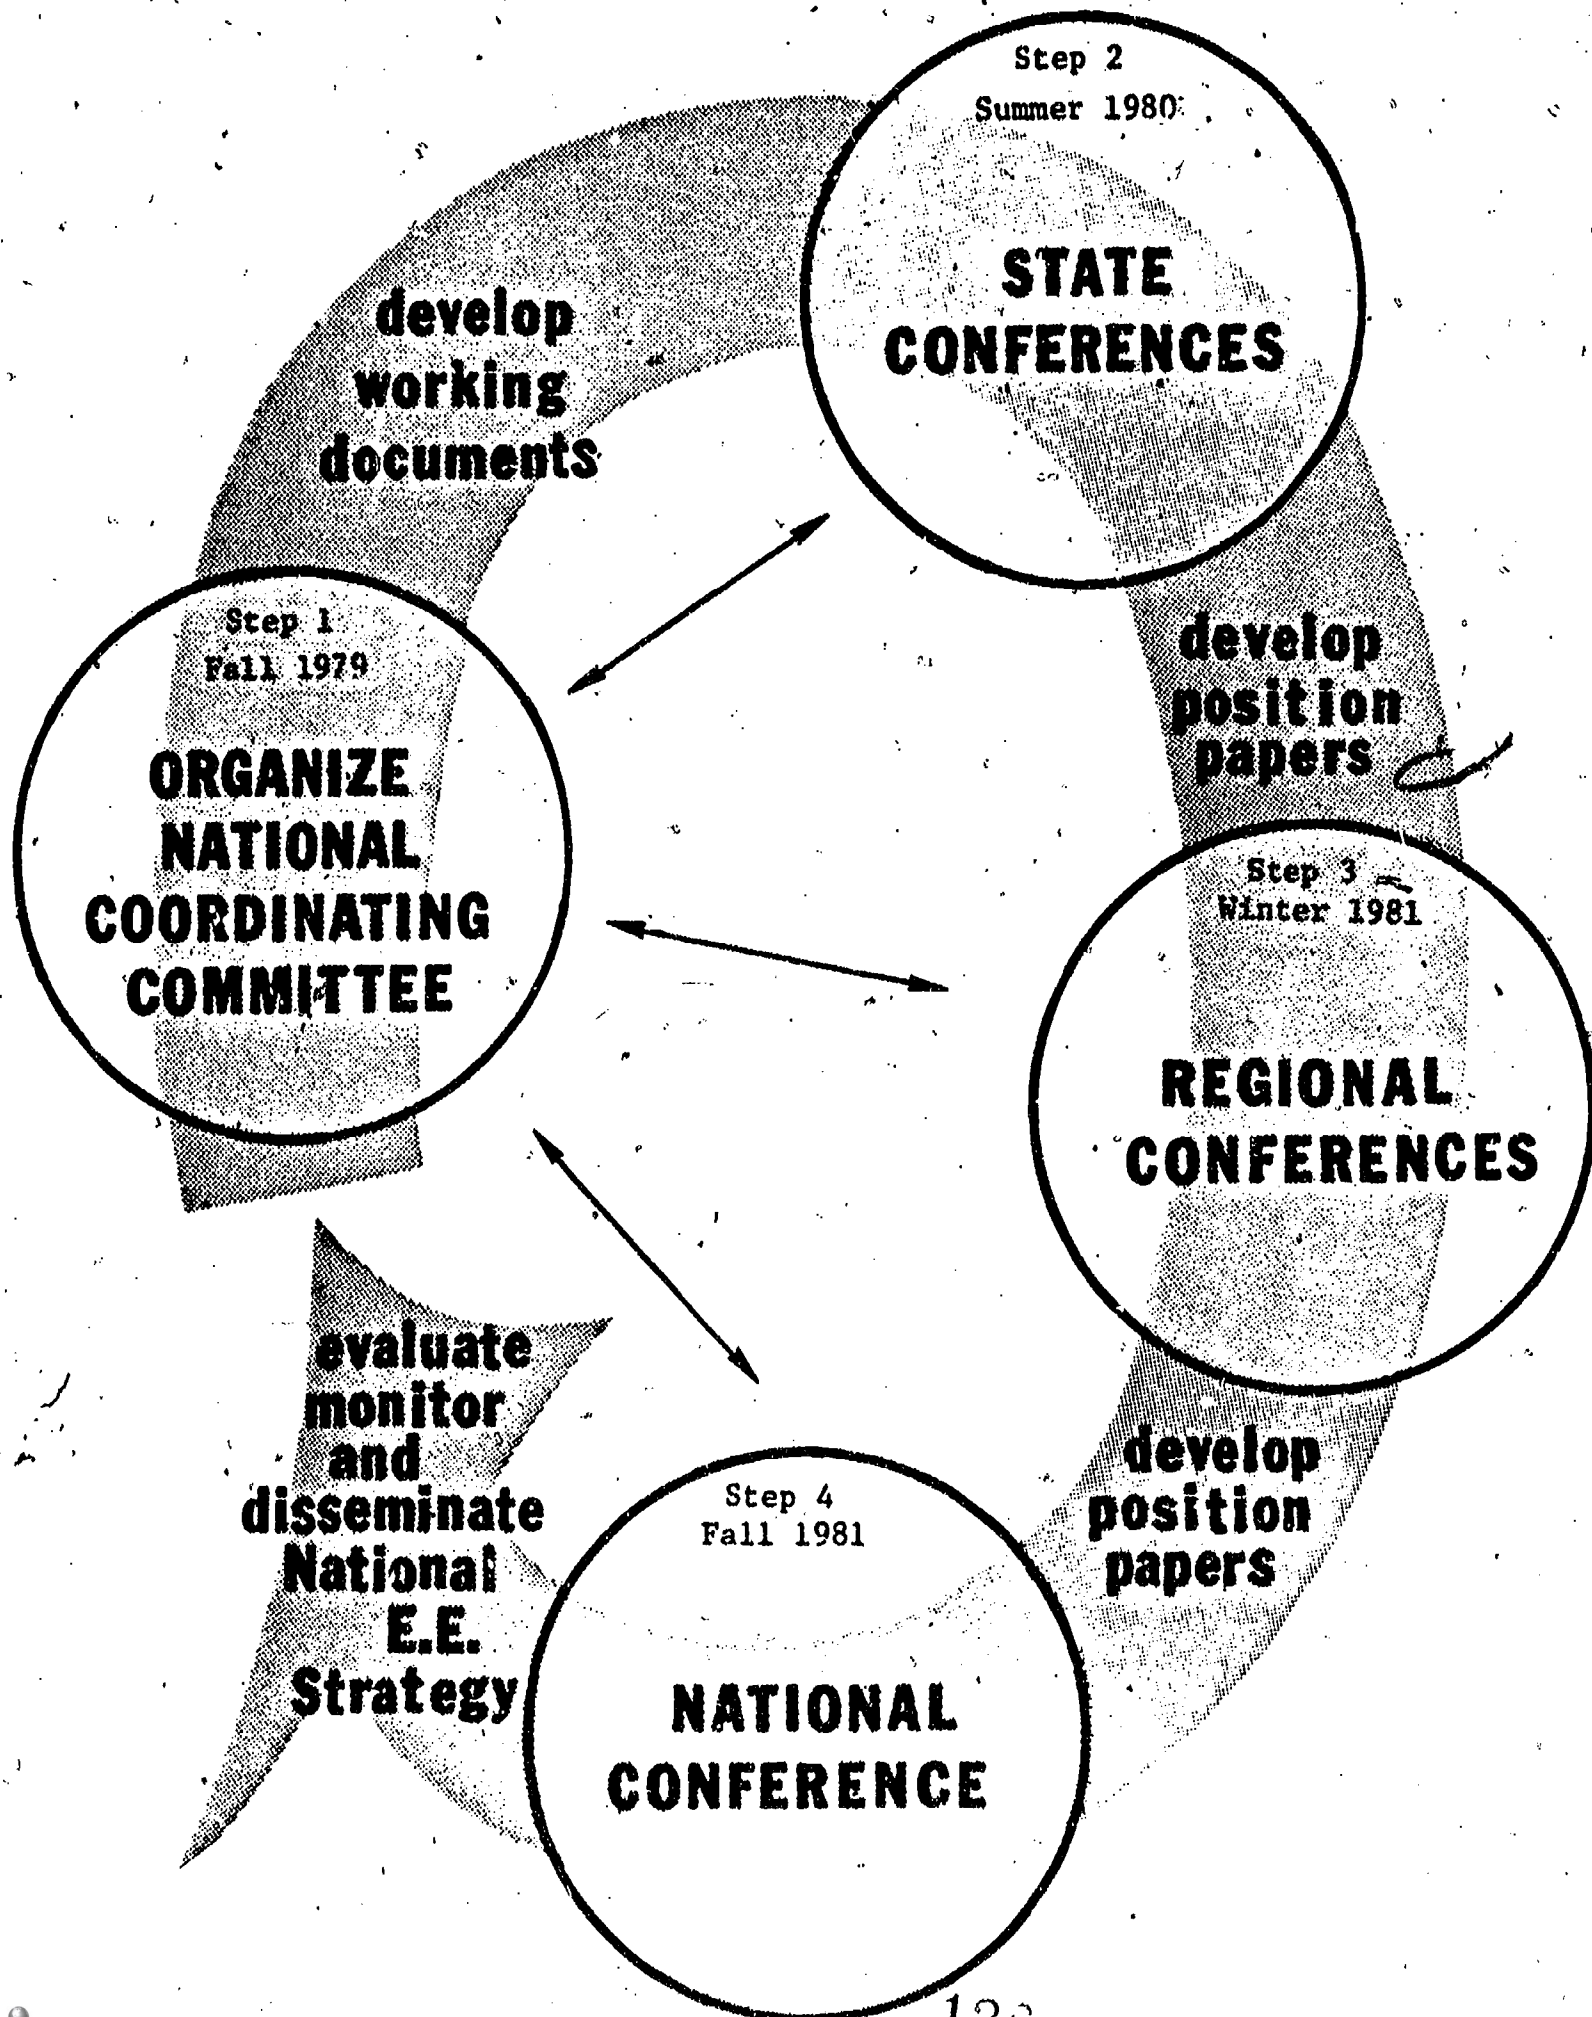 Step 1
Fall 1979
ORGANIZE
NATIONAL
COORDINATING
COMMITTEE
develop
working
documents
Step 2
Summer 1980
STATE
CONFERENCES
develop
position
papers
Step 3
Winter 1981
REGIONAL
CONFERENCES
develop
position
papers
Step 4
Fall 1981
NATIONAL
CONFERENCE
evaluate
monitor
and
disseminate
National
E.E.
Strategy